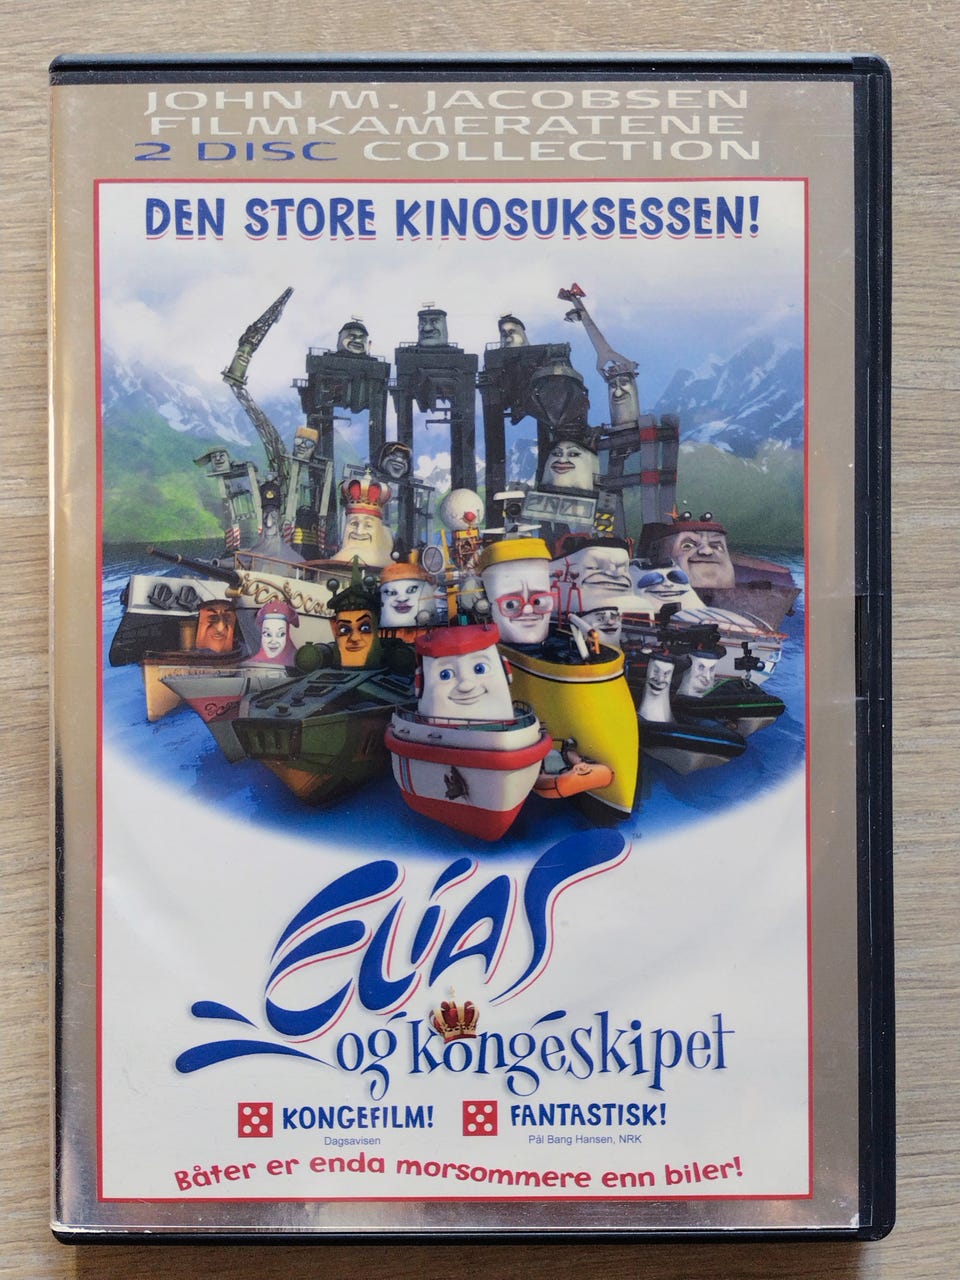 JOHN M. JACOBSEN
FILMKAMERATENE
2 DISC COLLECTION
DEN STORE KINOSUKSESSEN!
ELIAS™
og kongeskipet
KONGEFILM! FANTASTISK!
Dagsavisen Pål Bang Hansen, NRK
Båter er enda morsommere enn biler!